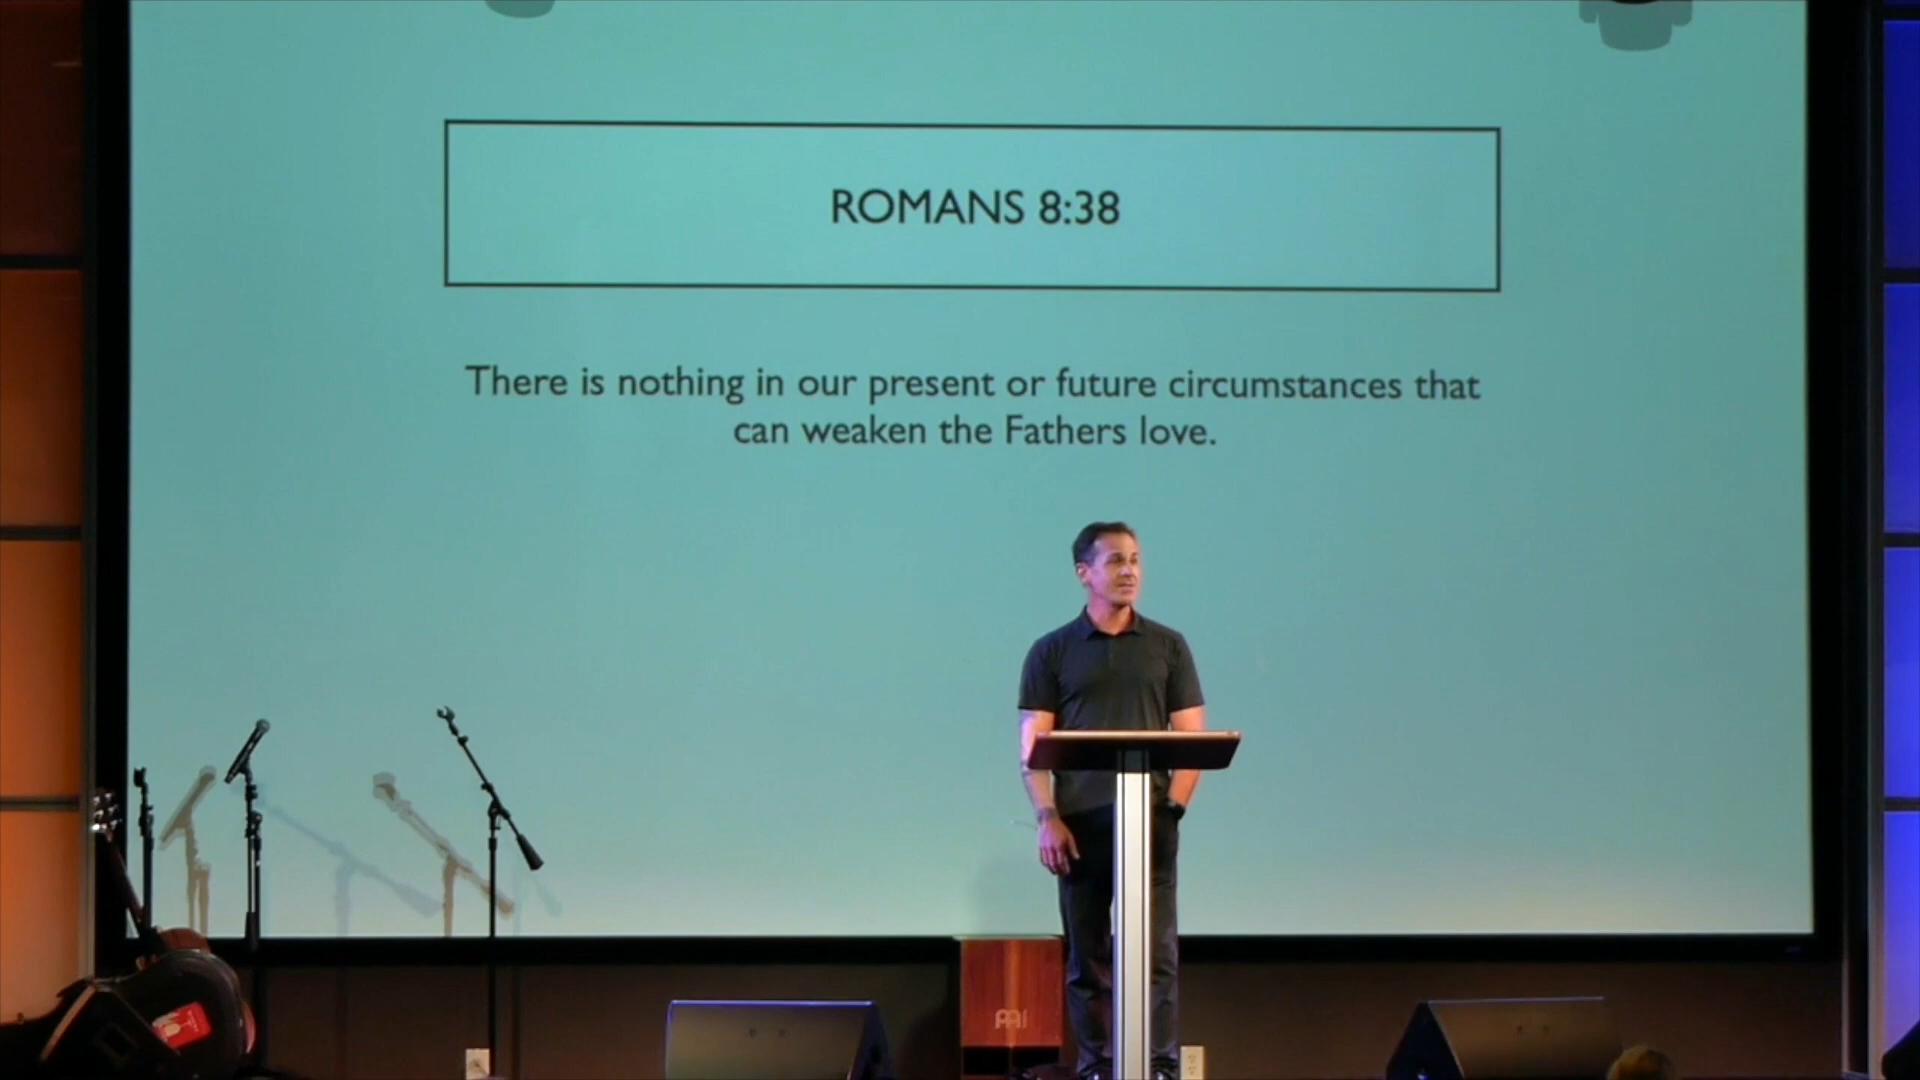 ROMANS 8:38
There is nothing in our present or future circumstances that
can weaken the Fathers love.